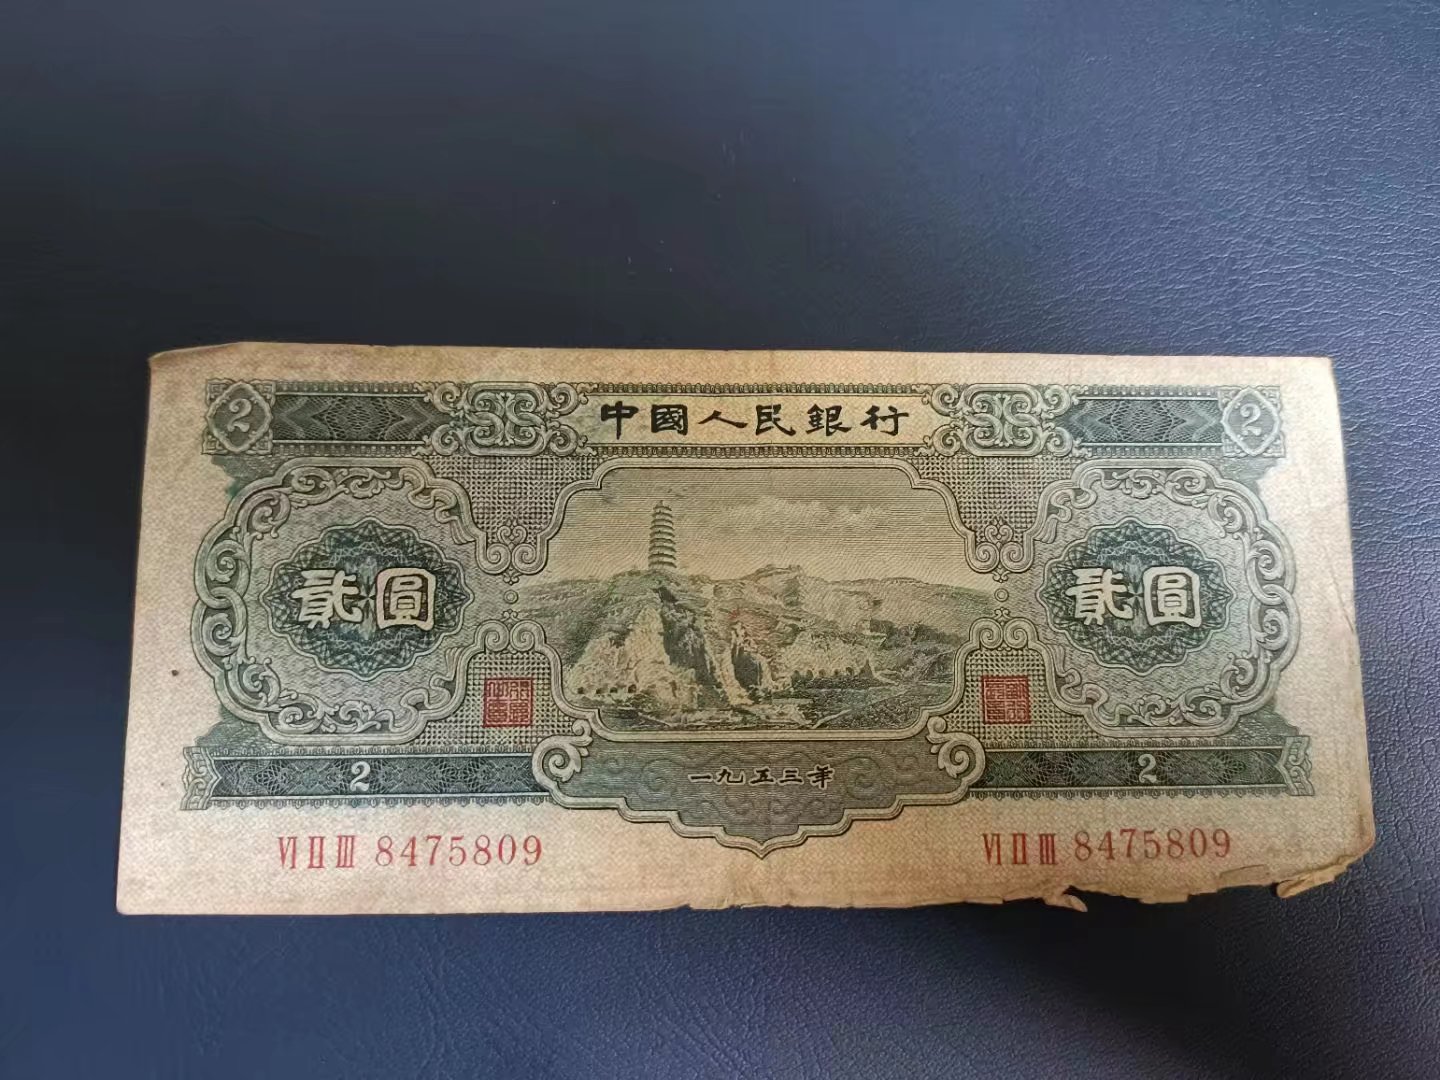 2 中國人民銀行 2
貳圓 貳圓
2 一九五三年 2
VI II III 8475809 VI II III 8475809